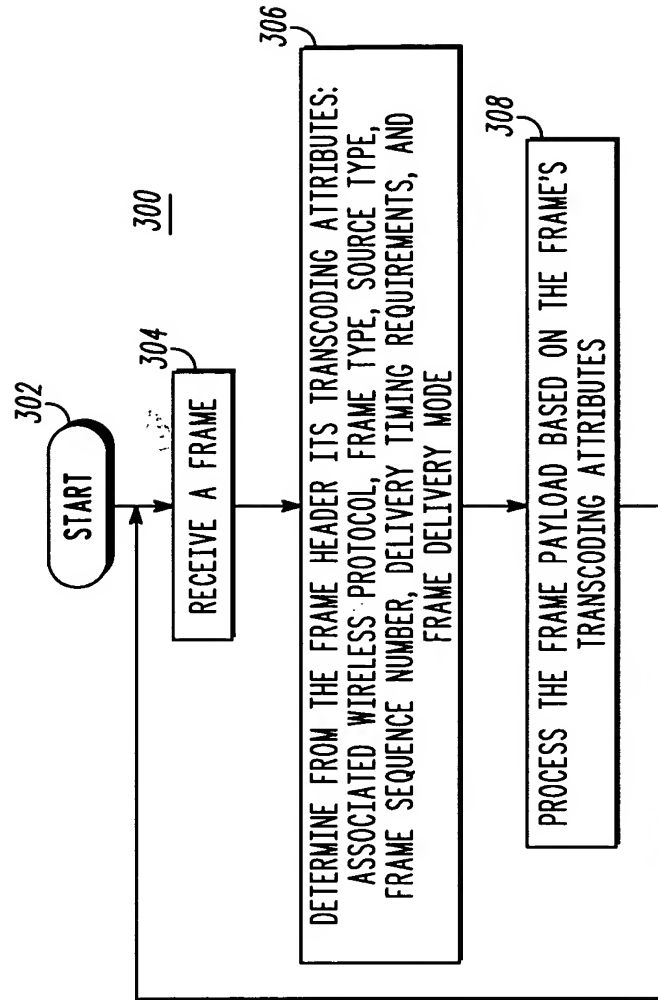 300
302
START
304
RECEIVE A FRAME
306
DETERMINE FROM THE FRAME HEADER ITS TRANSCODING ATTRIBUTES:
ASSOCIATED WIRELESS PROTOCOL, FRAME TYPE, SOURCE TYPE,
FRAME SEQUENCE NUMBER, DELIVERY TIMING REQUIREMENTS, AND
FRAME DELIVERY MODE
308
PROCESS THE FRAME PAYLOAD BASED ON THE FRAME'S
TRANSCODING ATTRIBUTES